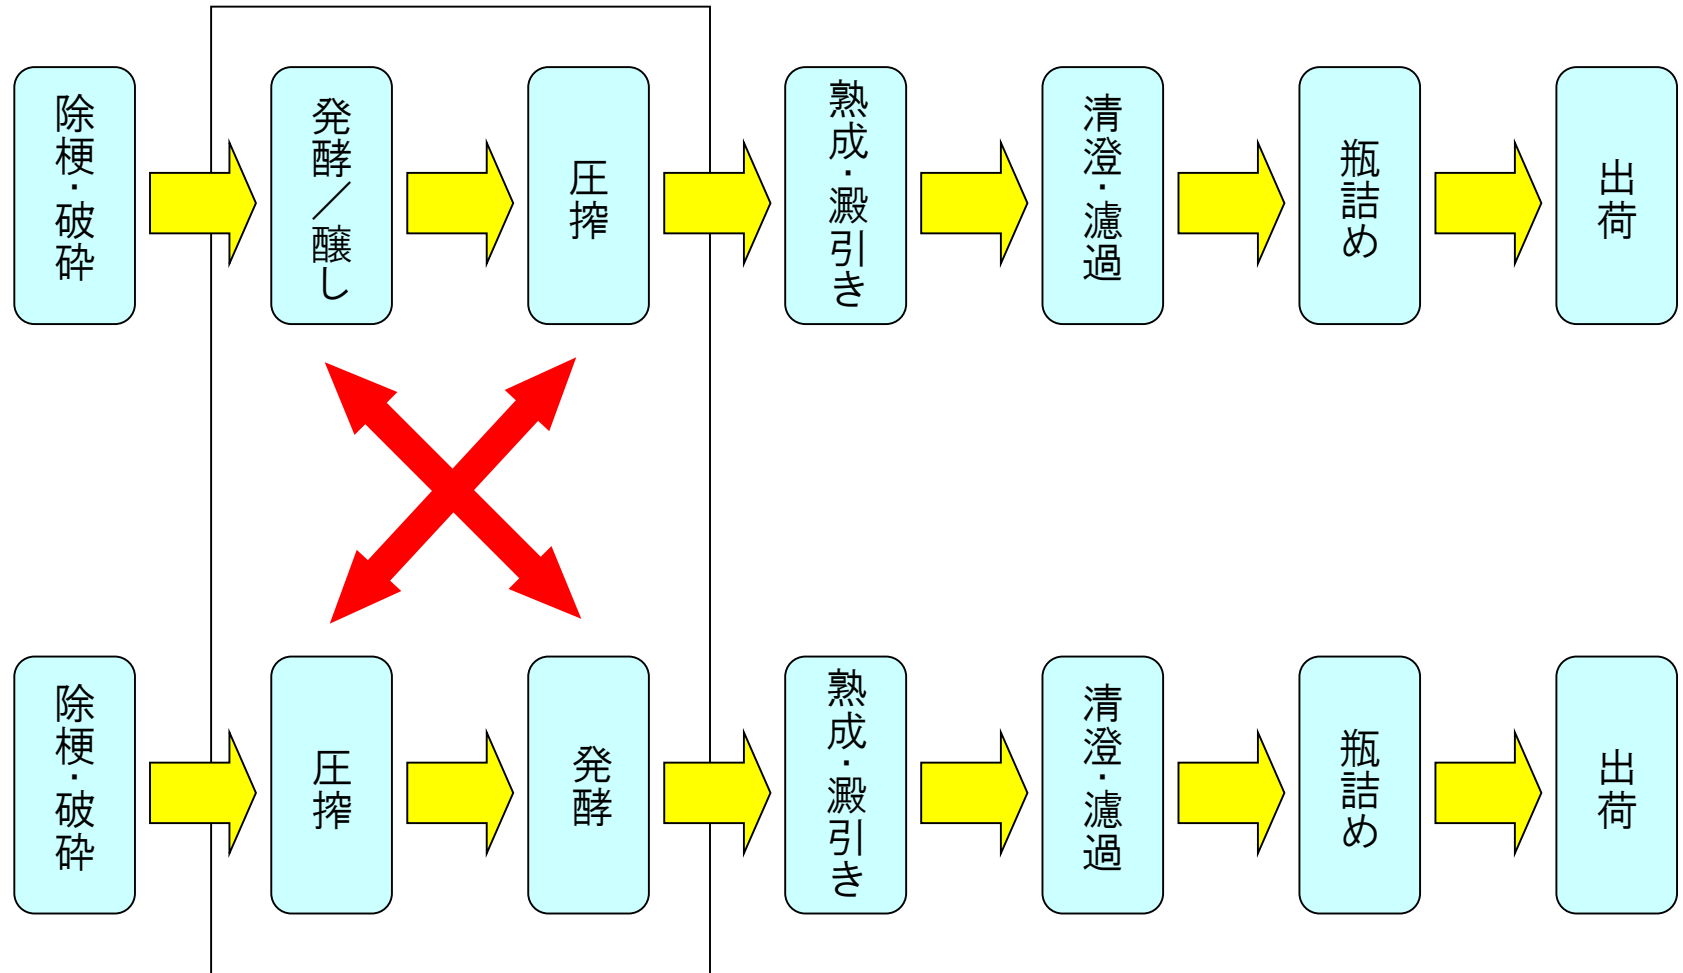 除梗・破砕
発酵／醸し
圧搾
熟成・澱引き
清澄・濾過
瓶詰め
出荷
除梗・破砕
圧搾
発酵
熟成・澱引き
清澄・濾過
瓶詰め
出荷